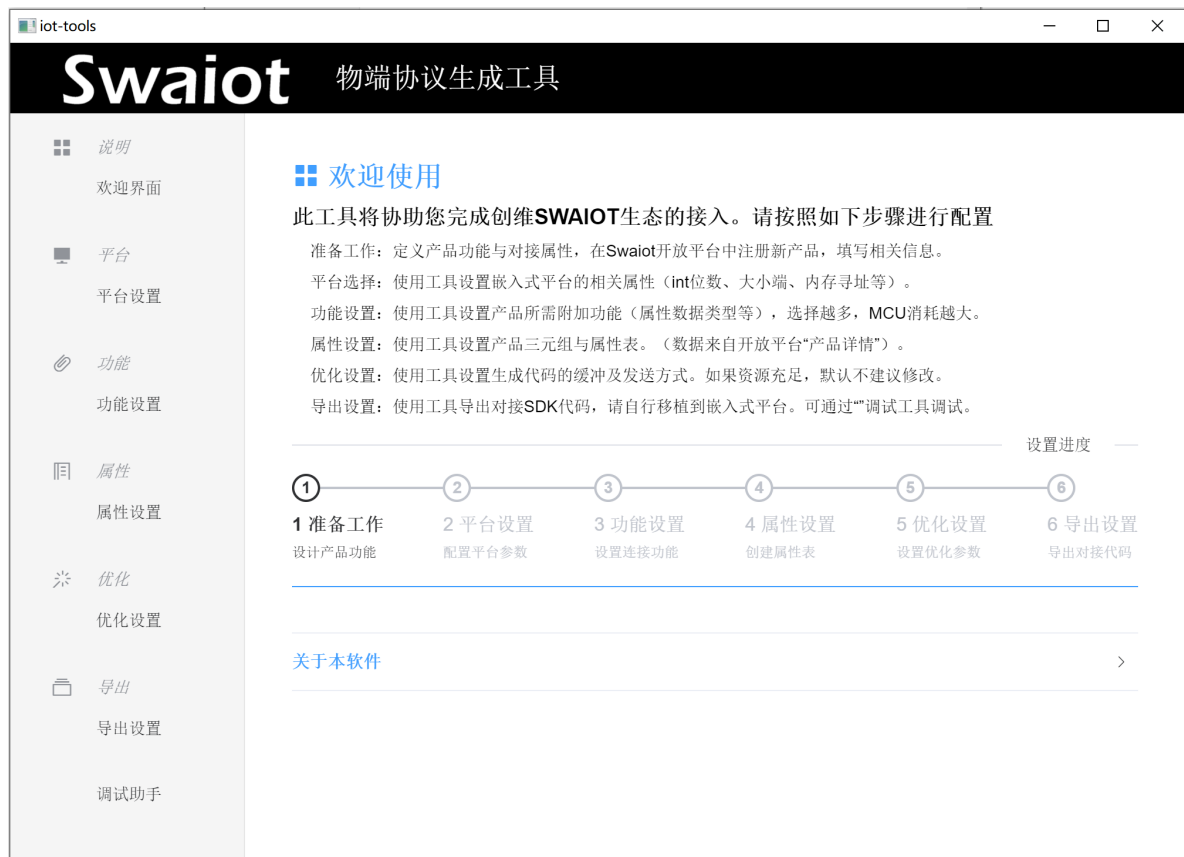 iot-tools
Swaiot 物端协议生成工具
说明
欢迎界面
平台
平台设置
功能
功能设置
属性
属性设置
优化
优化设置
导出
导出设置
调试助手
欢迎使用
此工具将协助您完成创维SWAIOT生态的接入。请按照如下步骤进行配置
准备工作：定义产品功能与对接属性，在Swaiot开放平台中注册新产品，填写相关信息。
平台选择：使用工具设置嵌入式平台的相关属性（int位数、大小端、内存寻址等）。
功能设置：使用工具设置产品所需附加功能（属性数据类型等），选择越多，MCU消耗越大。
属性设置：使用工具设置产品三元组与属性表。（数据来自开放平台“产品详情”）。
优化设置：使用工具设置生成代码的缓冲及发送方式。如果资源充足，默认不建议修改。
导出设置：使用工具导出对接SDK代码，请自行移植到嵌入式平台。可通过“”调试工具调试。
设置进度
1 2 3 4 5 6
1 准备工作 2 平台设置 3 功能设置 4 属性设置 5 优化设置 6 导出设置
设计产品功能 配置平台参数 设置连接功能 创建属性表 设置优化参数 导出对接代码
关于本软件